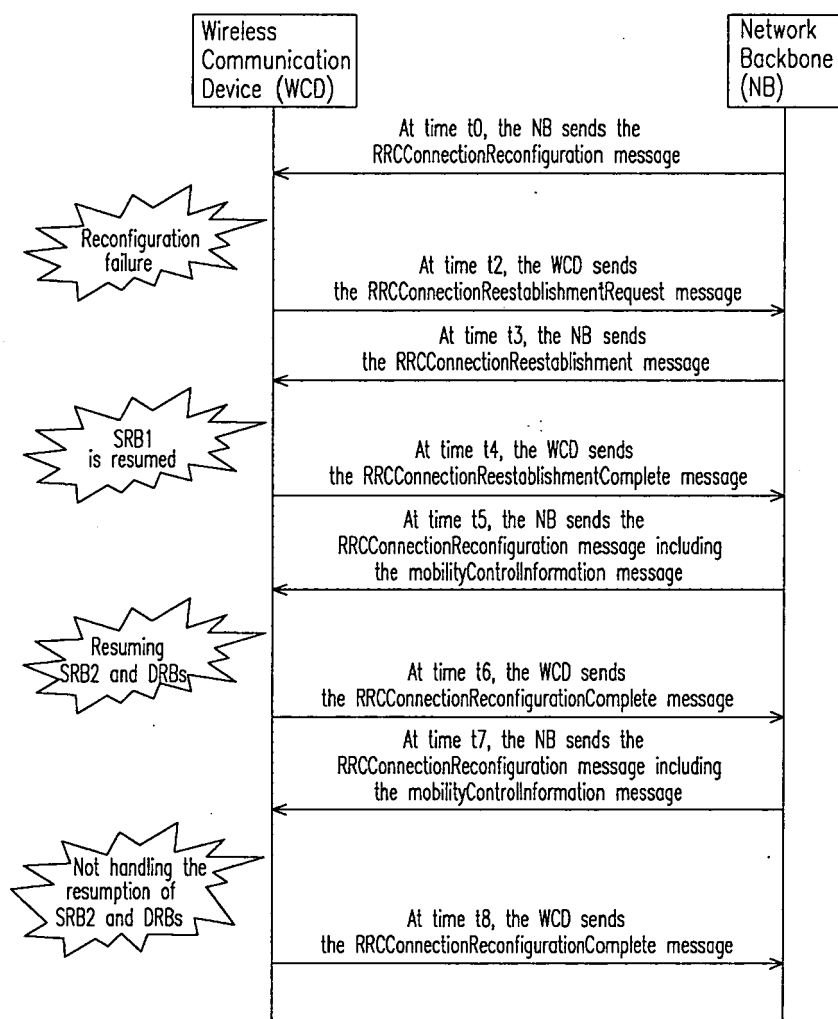 Wireless
Communication
Device (WCD)
Network
Backbone
(NB)
At time t0, the NB sends the
RRCConnectionReconfiguration message
Reconfiguration
failure
At time t2, the WCD sends
the RRCConnectionReestablishmentRequest message
At time t3, the NB sends
the RRCConnectionReestablishment message
SRB1
is resumed
At time t4, the WCD sends
the RRCConnectionReestablishmentComplete message
At time t5, the NB sends the
RRCConnectionReconfiguration message including
the mobilityControlInformation message
Resuming
SRB2 and DRBs
At time t6, the WCD sends
the RRCConnectionReconfigurationComplete message
At time t7, the NB sends the
RRCConnectionReconfiguration message including
the mobilityControlInformation message
Not handling the
resumption of
SRB2 and DRBs
At time t8, the WCD sends
the RRCConnectionReconfigurationComplete message